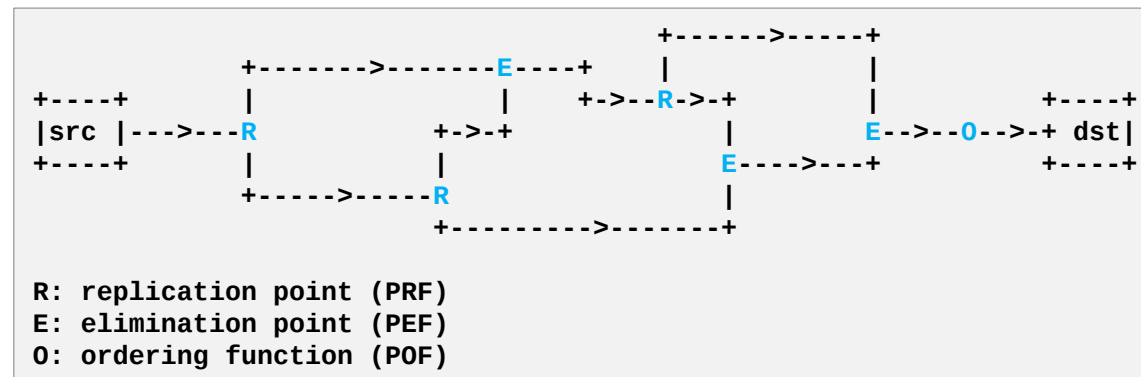 +------>-----+
             +------->-------E----+    |            |
+----+       |               |    +->--R->-+        |          +----+
|src |--->---R           +->-+             |        E-->--O-->-+ dst|
+----+       |           |                 E---->---+          +----+
             +----->-----R                 |
                         +--------->-------+
R: replication point (PRF)
E: elimination point (PEF)
O: ordering function (POF)